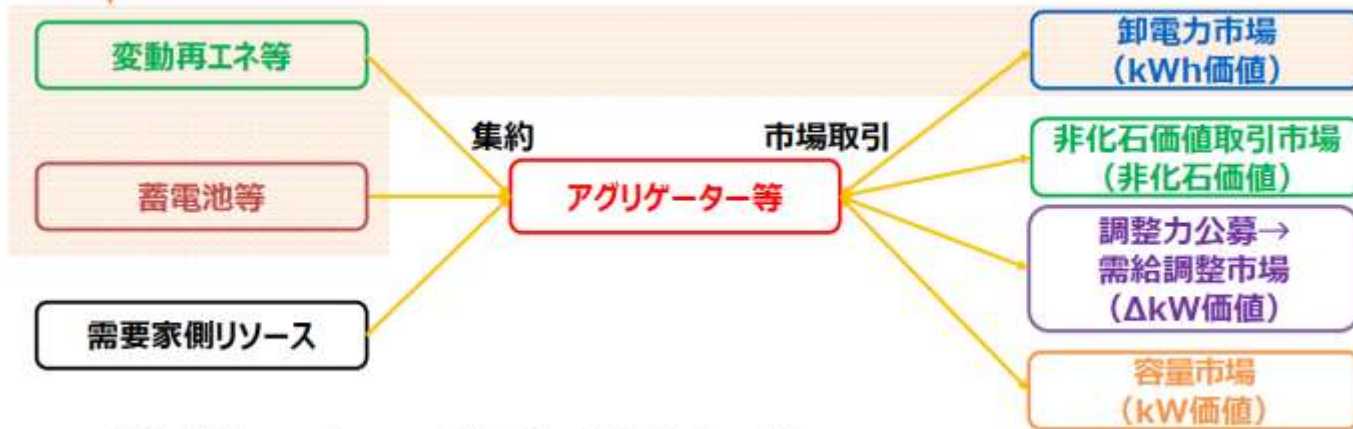 変動再エネ等
蓄電池等
需要家側リソース
集約
アグリゲーター等
市場取引
卸電力市場
(kWh価値)
非化石価値取引市場
(非化石価値)
調整力公募→
需給調整市場
(ΔkW価値)
容量市場
(kW価値)